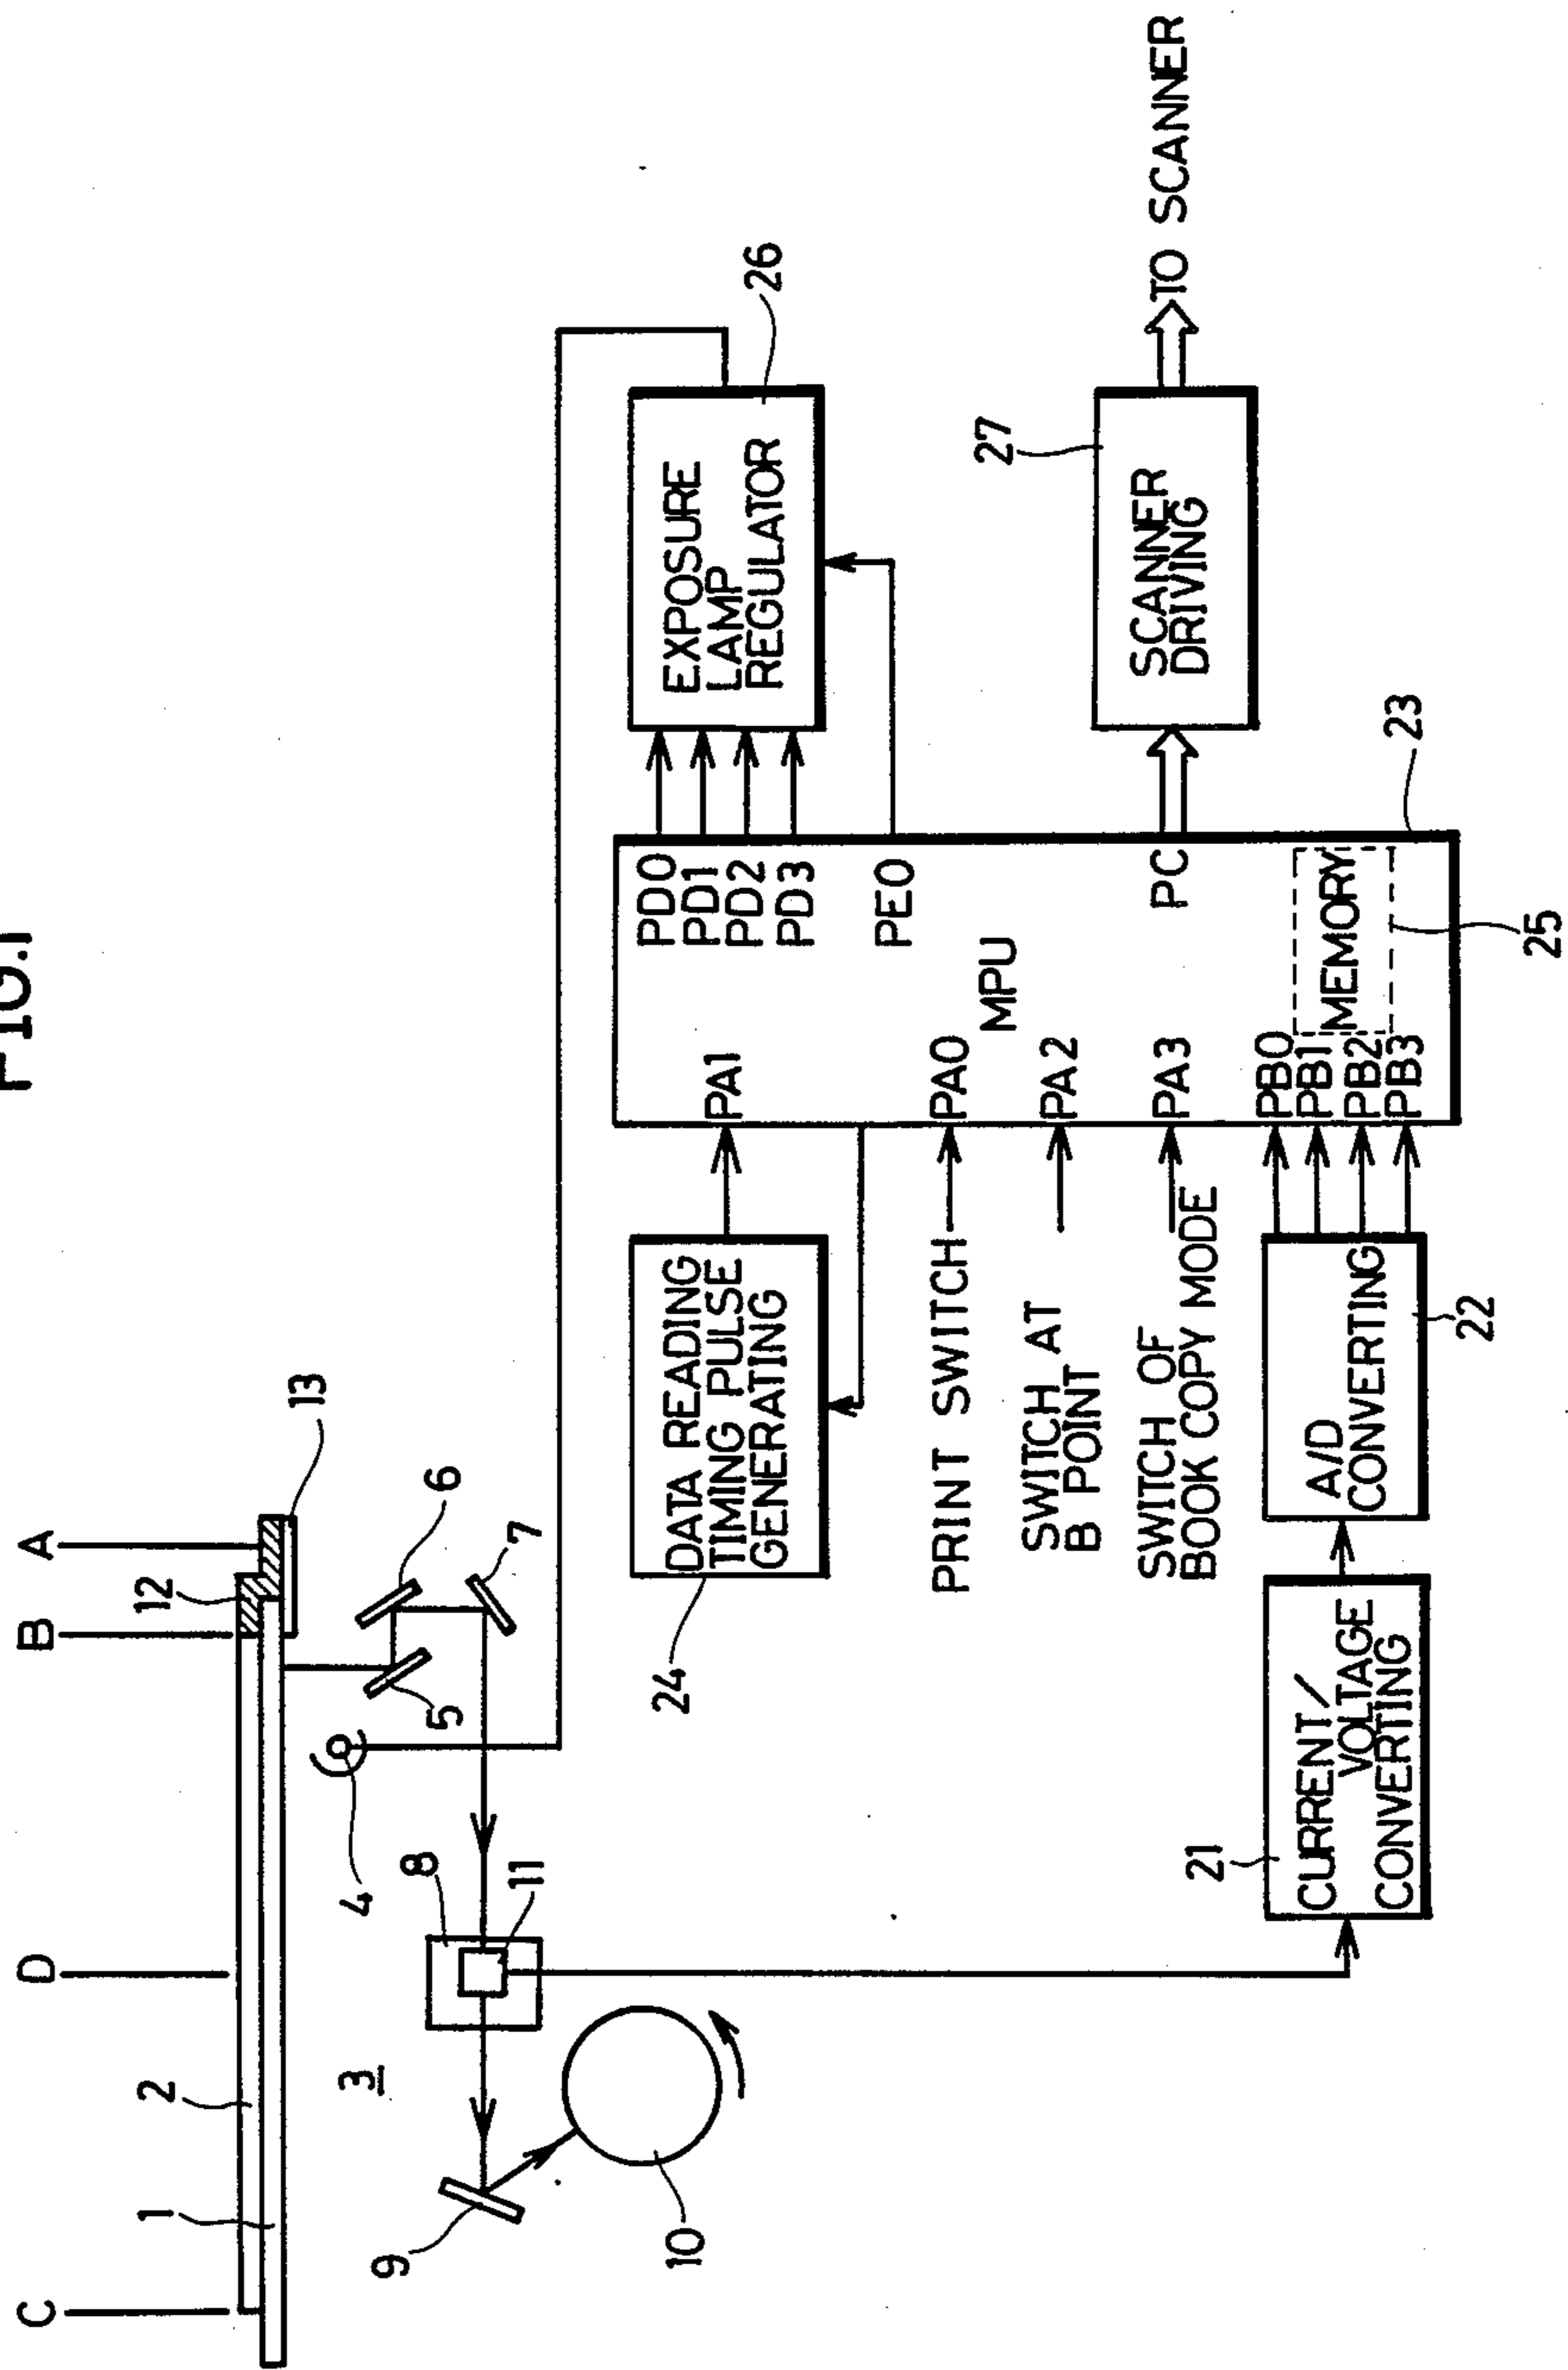 FIG.1
C
D
B
A
1
2
12
13
3
4
5
6
7
8
11
9
10
24
DATA READING
TIMING PULSE
GENERATING
PRINT SWITCH
SWITCH AT
B POINT
SWITCH OF
BOOK COPY MODE
21
CURRENT/
VOLTAGE
CONVERTING
A/D
CONVERTING
22
PA1
PA0
PA2
PA3
PB0
PB1
PB2
PB3
MPU
MEMORY
25
23
PD0
PD1
PD2
PD3
PE0
PC
EXPOSURE
LAMP
REGULATOR
26
27
SCANNER
DRIVING
TO SCANNER